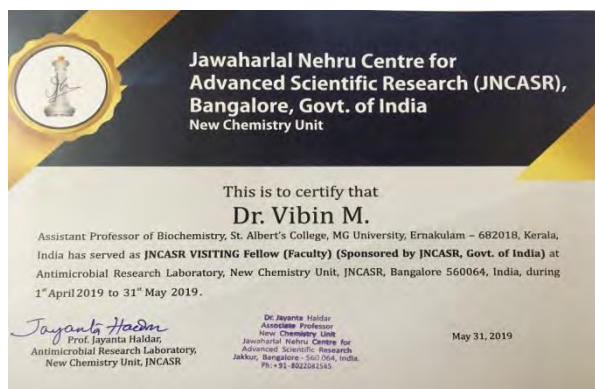 Jawaharlal Nehru Centre for
Advanced Scientific Research (JNCASR),
Bangalore, Govt. of India
New Chemistry Unit
This is to certify that
Dr. Vibin M.
Assistant Professor of Biochemistry, St. Albert's College, MG University, Ernakulam – 682018, Kerala,
India has served as JNCASR VISITING Fellow (Faculty) (Sponsored by JNCASR, Govt. of India) at
Antimicrobial Research Laboratory, New Chemistry Unit, JNCASR, Bangalore 560064, India, during
1st April 2019 to 31st May 2019.
Jayanta Haldar
Prof. Jayanta Haldar,
Antimicrobial Research Laboratory,
New Chemistry Unit, JNCASR
Dr. Jayanta Haldar
Associate Professor
New Chemistry Unit
Jawaharlal Nehru Centre for
Advanced Scientific Research
Jakkur, Bangalore - 560 064, India.
Ph: +91-8022082565
May 31, 2019